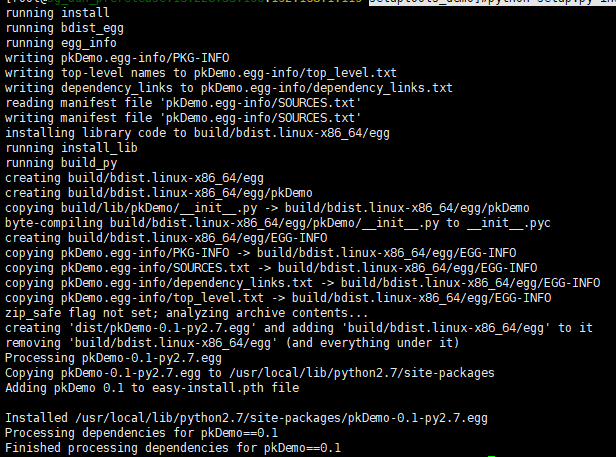 running install
running bdist_egg
running egg_info
writing pkDemo.egg-info/PKG-INFO
writing top-level names to pkDemo.egg-info/top_level.txt
writing dependency_links to pkDemo.egg-info/dependency_links.txt
reading manifest file 'pkDemo.egg-info/SOURCES.txt'
writing manifest file 'pkDemo.egg-info/SOURCES.txt'
installing library code to build/bdist.linux-x86_64/egg
running install_lib
running build_py
creating build/bdist.linux-x86_64/egg
creating build/bdist.linux-x86_64/egg/pkDemo
copying build/lib/pkDemo/__init__.py -> build/bdist.linux-x86_64/egg/pkDemo
byte-compiling build/bdist.linux-x86_64/egg/pkDemo/__init__.py to __init__.pyc
creating build/bdist.linux-x86_64/egg/EGG-INFO
copying pkDemo.egg-info/PKG-INFO -> build/bdist.linux-x86_64/egg/EGG-INFO
copying pkDemo.egg-info/SOURCES.txt -> build/bdist.linux-x86_64/egg/EGG-INFO
copying pkDemo.egg-info/dependency_links.txt -> build/bdist.linux-x86_64/egg/EGG-INFO
copying pkDemo.egg-info/top_level.txt -> build/bdist.linux-x86_64/egg/EGG-INFO
zip_safe flag not set; analyzing archive contents...
creating 'dist/pkDemo-0.1-py2.7.egg' and adding 'build/bdist.linux-x86_64/egg' to it
removing 'build/bdist.linux-x86_64/egg' (and everything under it)
Processing pkDemo-0.1-py2.7.egg
Copying pkDemo-0.1-py2.7.egg to /usr/local/lib/python2.7/site-packages
Adding pkDemo 0.1 to easy-install.pth file
Installed /usr/local/lib/python2.7/site-packages/pkDemo-0.1-py2.7.egg
Processing dependencies for pkDemo==0.1
Finished processing dependencies for pkDemo==0.1